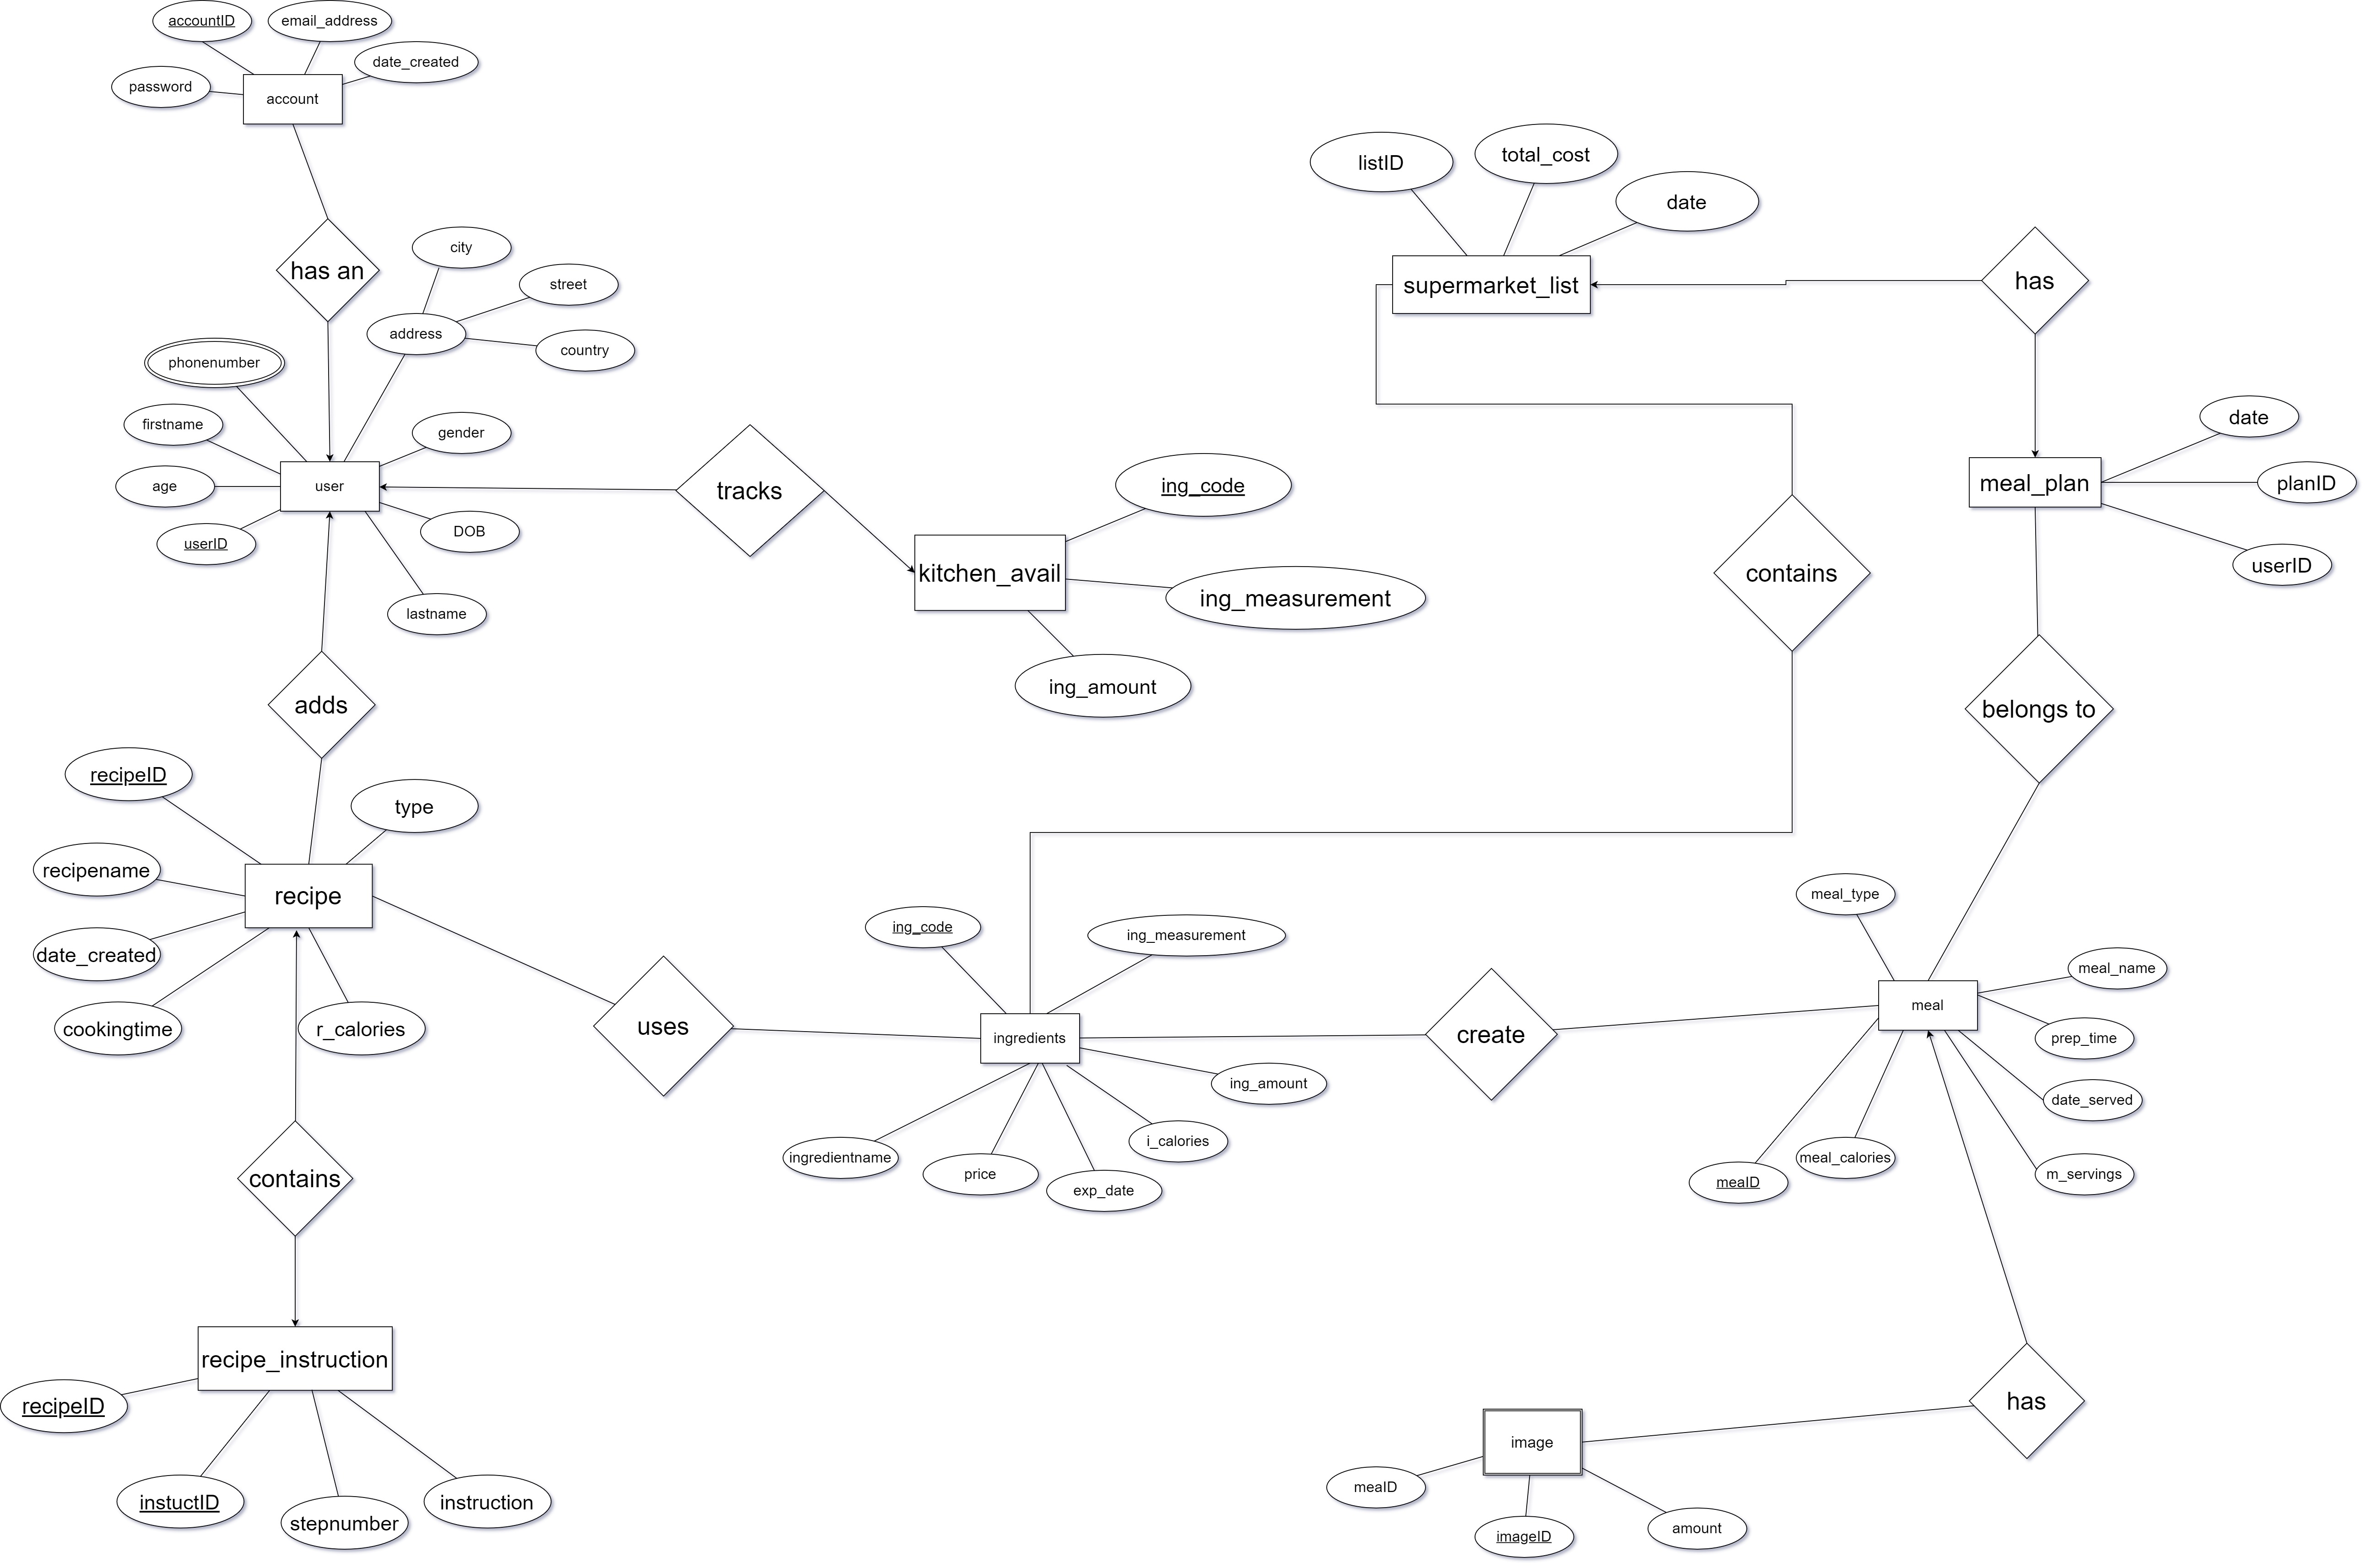 accountID
email_address
date_created
password
account
has an
city
street
address
country
phonenumber
firstname
gender
age
user
DOB
userID
lastname
tracks
ing_code
kitchen_avail
ing_measurement
ing_amount
listID
total_cost
date
supermarket_list
has
date
meal_plan
planID
userID
contains
belongs to
adds
recipeID
type
recipename
recipe
date_created
cookingtime
r_calories
uses
ing_code
ing_measurement
ingredients
ing_amount
i_calories
ingredientname
price
exp_date
create
meal_type
meal_name
meal
prep_time
date_served
meal_calories
m_servings
mealD
contains
recipe_instruction
recipeID
instuctID
stepnumber
instruction
has
image
mealD
imageID
amount